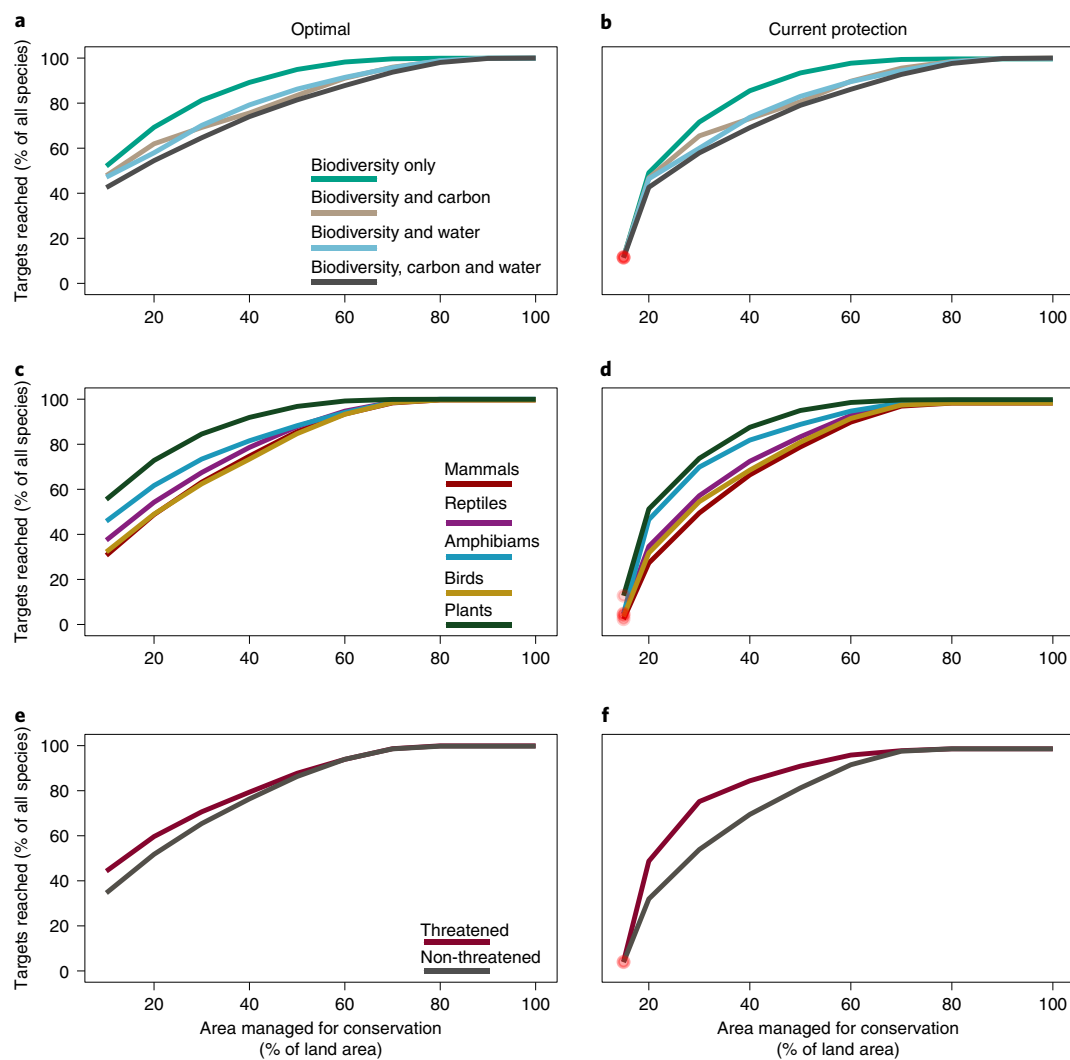 a
Optimal
b
Current protection
Targets reached (% of all species)
100
80
60
40
20
0
Biodiversity only
Biodiversity and carbon
Biodiversity and water
Biodiversity, carbon and water
20 40 60 80 100
20 40 60 80 100
c
d
Targets reached (% of all species)
100
80
60
40
20
0
Mammals
Reptiles
Amphibiams
Birds
Plants
20 40 60 80 100
20 40 60 80 100
e
f
Targets reached (% of all species)
100
80
60
40
20
0
Threatened
Non-threatened
20 40 60 80 100
20 40 60 80 100
Area managed for conservation
(% of land area)
Area managed for conservation
(% of land area)